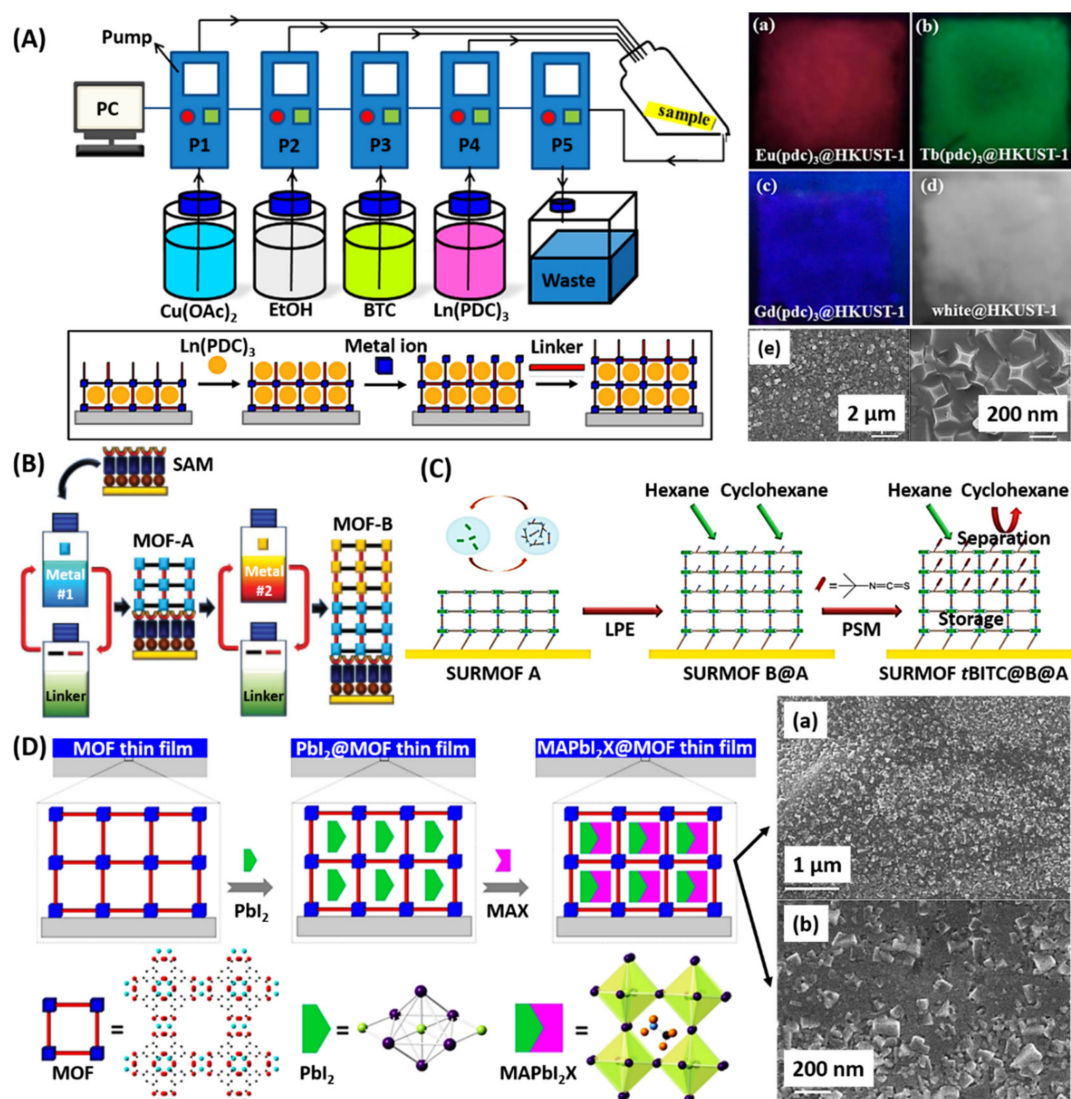 (A)
Pump
PC
P1
P2
P3
P4
P5
sample
Cu(OAc)2
EtOH
BTC
Ln(PDC)3
Waste
Ln(PDC)3
Metal ion
Linker
(a)
Eu(pdc)3@HKUST-1
(b)
Tb(pdc)3@HKUST-1
(c)
Gd(pdc)3@HKUST-1
(d)
white@HKUST-1
(e)
2 µm
200 nm
(B)
SAM
MOF-A
Metal
#1
Linker
MOF-B
Metal
#2
Linker
(C)
SURMOF A
LPE
Hexane
Cyclohexane
SURMOF B@A
N=C=S
PSM
Hexane
Cyclohexane
Separation
Storage
SURMOF tBITC@B@A
(D)
MOF thin film
PbI2@MOF thin film
MAPbI2X@MOF thin film
PbI2
MAX
MOF
=
PbI2
=
MAPbI2X
=
(a)
1 µm
(b)
200 nm